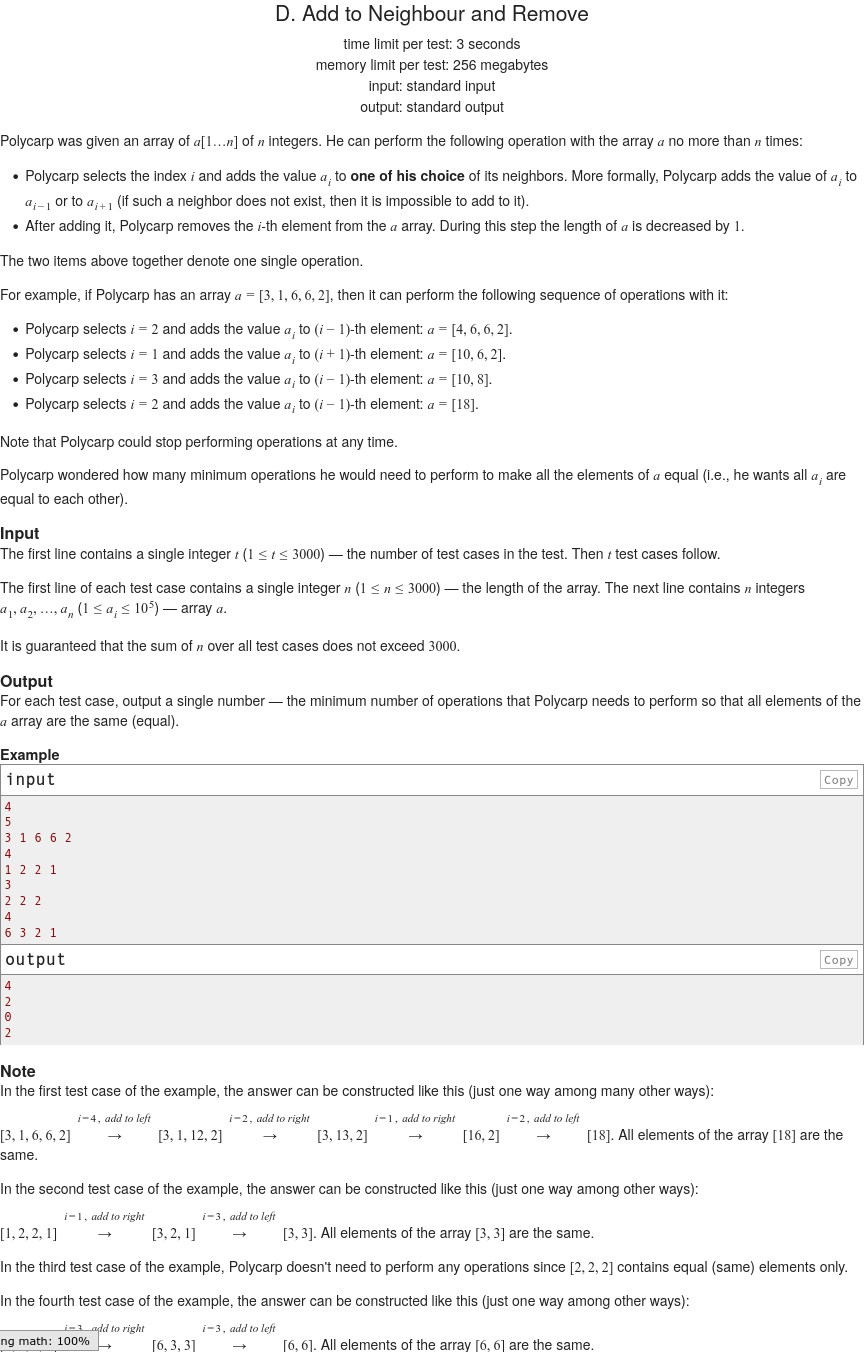 D. Add to Neighbour and Remove
time limit per test: 3 seconds
memory limit per test: 256 megabytes
input: standard input
output: standard output
Polycarp was given an array of a[1…n] of n integers. He can perform the following operation with the array a no more than n times:
• Polycarp selects the index i and adds the value a_i to one of his choice of its neighbors. More formally, Polycarp adds the value of a_i to
a_{i−1} or to a_{i+1} (if such a neighbor does not exist, then it is impossible to add to it).
• After adding it, Polycarp removes the i-th element from the a array. During this step the length of a is decreased by 1.
The two items above together denote one single operation.
For example, if Polycarp has an array a = [3, 1, 6, 6, 2], then it can perform the following sequence of operations with it:
• Polycarp selects i = 2 and adds the value a_i to (i − 1)-th element: a = [4, 6, 6, 2].
• Polycarp selects i = 1 and adds the value a_i to (i + 1)-th element: a = [10, 6, 2].
• Polycarp selects i = 3 and adds the value a_i to (i − 1)-th element: a = [10, 8].
• Polycarp selects i = 2 and adds the value a_i to (i − 1)-th element: a = [18].
Note that Polycarp could stop performing operations at any time.
Polycarp wondered how many minimum operations he would need to perform to make all the elements of a equal (i.e., he wants all a_i are
equal to each other).
Input
The first line contains a single integer t (1 ≤ t ≤ 3000) — the number of test cases in the test. Then t test cases follow.
The first line of each test case contains a single integer n (1 ≤ n ≤ 3000) — the length of the array. The next line contains n integers
a_1, a_2, …, a_n (1 ≤ a_i ≤ 10^5) — array a.
It is guaranteed that the sum of n over all test cases does not exceed 3000.
Output
For each test case, output a single number — the minimum number of operations that Polycarp needs to perform so that all elements of the
a array are the same (equal).
Example
input
Copy
4
5
3 1 6 6 2
4
1 2 2 1
3
2 2 2
4
6 3 2 1
output
Copy
4
2
0
2
Note
In the first test case of the example, the answer can be constructed like this (just one way among many other ways):
i=4, add to left i=2, add to right i=1, add to right i=2, add to left
[3, 1, 6, 6, 2] → [3, 1, 12, 2] → [3, 13, 2] → [16, 2] → [18]. All elements of the array [18] are the
same.
In the second test case of the example, the answer can be constructed like this (just one way among other ways):
i=1, add to right i=3, add to left
[1, 2, 2, 1] → [3, 2, 1] → [3, 3]. All elements of the array [3, 3] are the same.
In the third test case of the example, Polycarp doesn't need to perform any operations since [2, 2, 2] contains equal (same) elements only.
In the fourth test case of the example, the answer can be constructed like this (just one way among other ways):
add to right i=3, add to left
ng math: 100% → [6, 3, 3] → [6, 6]. All elements of the array [6, 6] are the same.